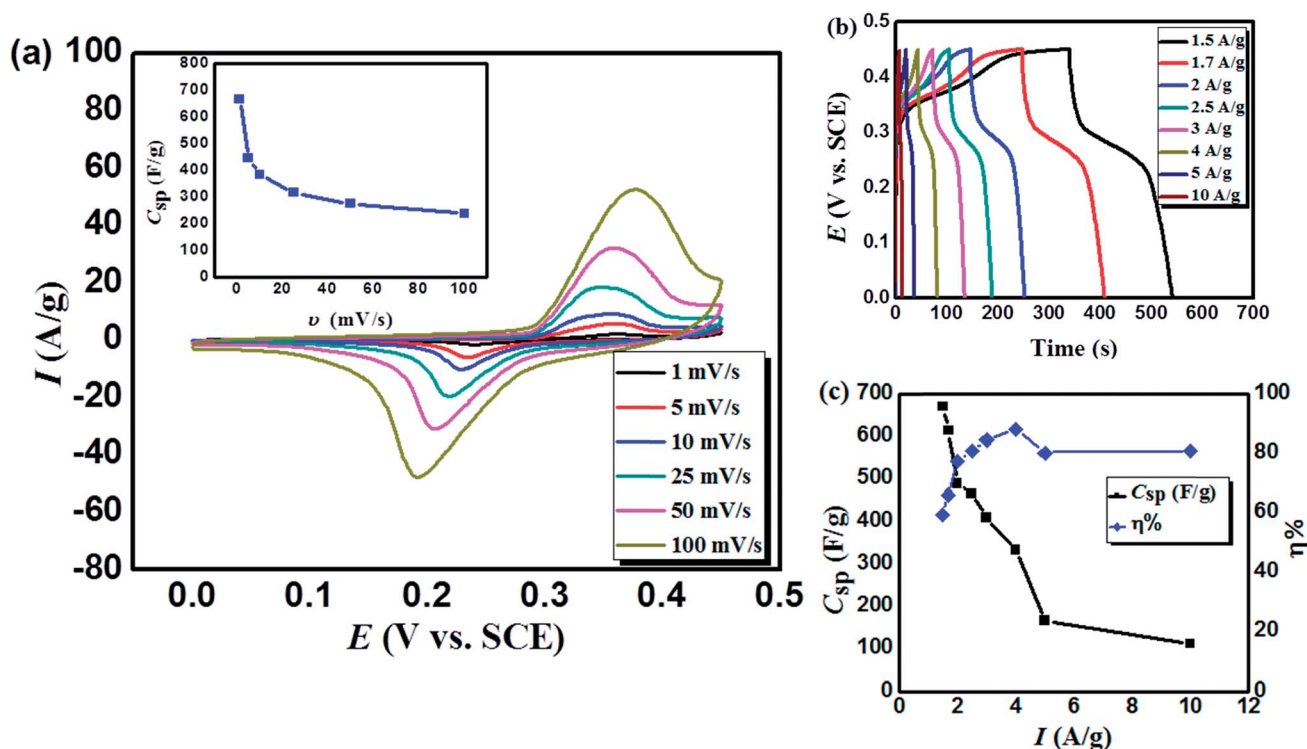 (a)
100
80
60
40
20
0
-20
-40
-60
-80
I (A/g)
0.0 0.1 0.2 0.3 0.4 0.5
E (V vs. SCE)
800
700
600
500
400
300
200
100
0
Csp (F/g)
0 20 40 60 80 100
υ (mV/s)
1 mV/s
5 mV/s
10 mV/s
25 mV/s
50 mV/s
100 mV/s
(b)
0.5
0.4
0.3
0.2
0.1
0.0
E (V vs. SCE)
0 100 200 300 400 500 600 700
Time (s)
1.5 A/g
1.7 A/g
2 A/g
2.5 A/g
3 A/g
4 A/g
5 A/g
10 A/g
(c)
700
600
500
400
300
200
100
0
Csp (F/g)
100
80
60
40
20
0
η%
0 2 4 6 8 10 12
I (A/g)
Csp (F/g)
η%